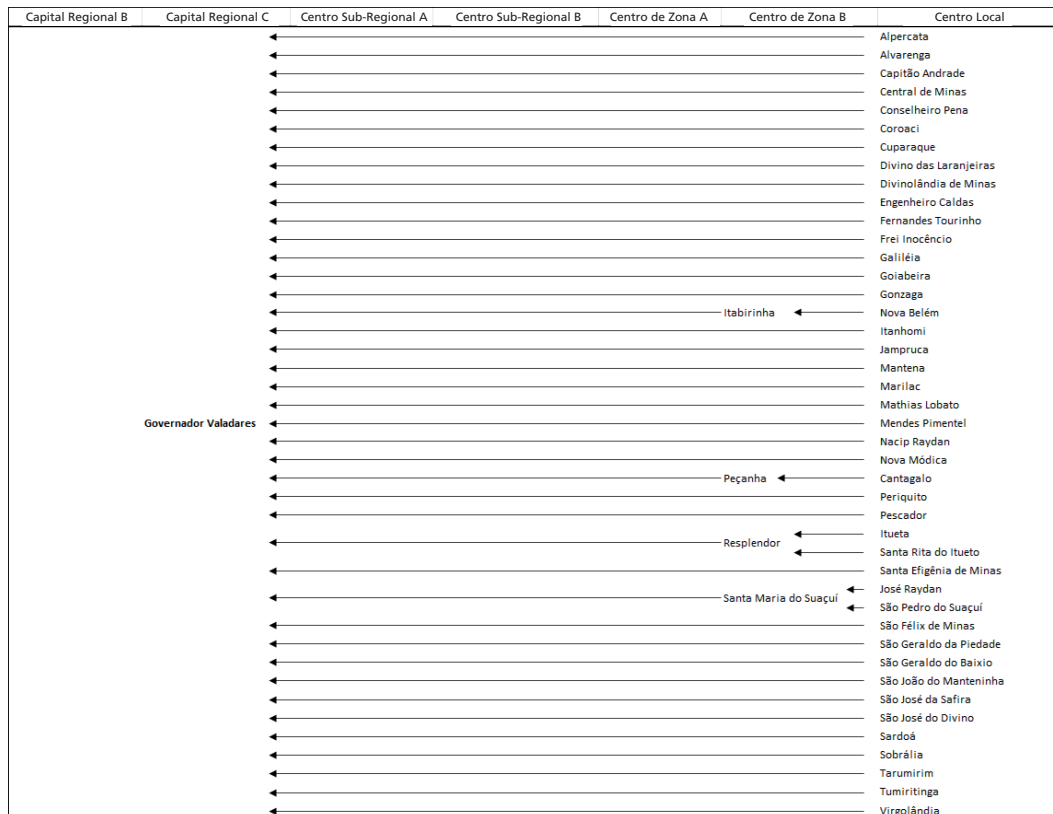 Capital Regional B Capital Regional C Centro Sub-Regional A Centro Sub-Regional B Centro de Zona A Centro de Zona B Centro Local
Alpercata
Alvarenga
Capitão Andrade
Central de Minas
Conselheiro Pena
Coroaci
Cuparaque
Divino das Laranjeiras
Divinolândia de Minas
Engenheiro Caldas
Fernandes Tourinho
Frei Inocêncio
Galiléia
Goiabeira
Gonzaga
Itabirinha Nova Belém
Itanhomi
Jampruca
Mantena
Marilac
Mathias Lobato
Governador Valadares Mendes Pimentel
Nacip Raydan
Nova Módica
Peçanha Cantagalo
Periquito
Pescador
Itueta
Resplendor
Santa Rita do Itueto
Santa Efigênia de Minas
José Raydan
Santa Maria do Suaçuí
São Pedro do Suaçuí
São Félix de Minas
São Geraldo da Piedade
São Geraldo do Baixio
São João do Manteninha
São José da Safira
São José do Divino
Sardoá
Sobrália
Tarumirim
Tumiritinga
Virgolândia